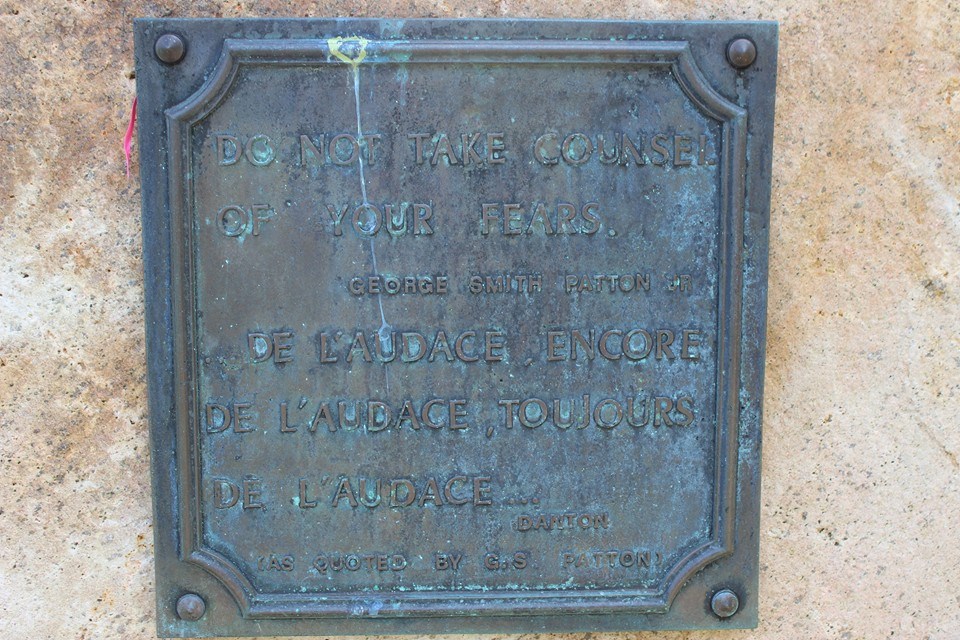 DO NOT TAKE COUNSEL
OF YOUR FEARS.
GEORGE SMITH PATTON JR
DE L'AUDACE ENCORE
DE L'AUDACE, TOUJOURS
DE L'AUDACE ...
DANTON
(AS QUOTED BY G.S. PATTON)